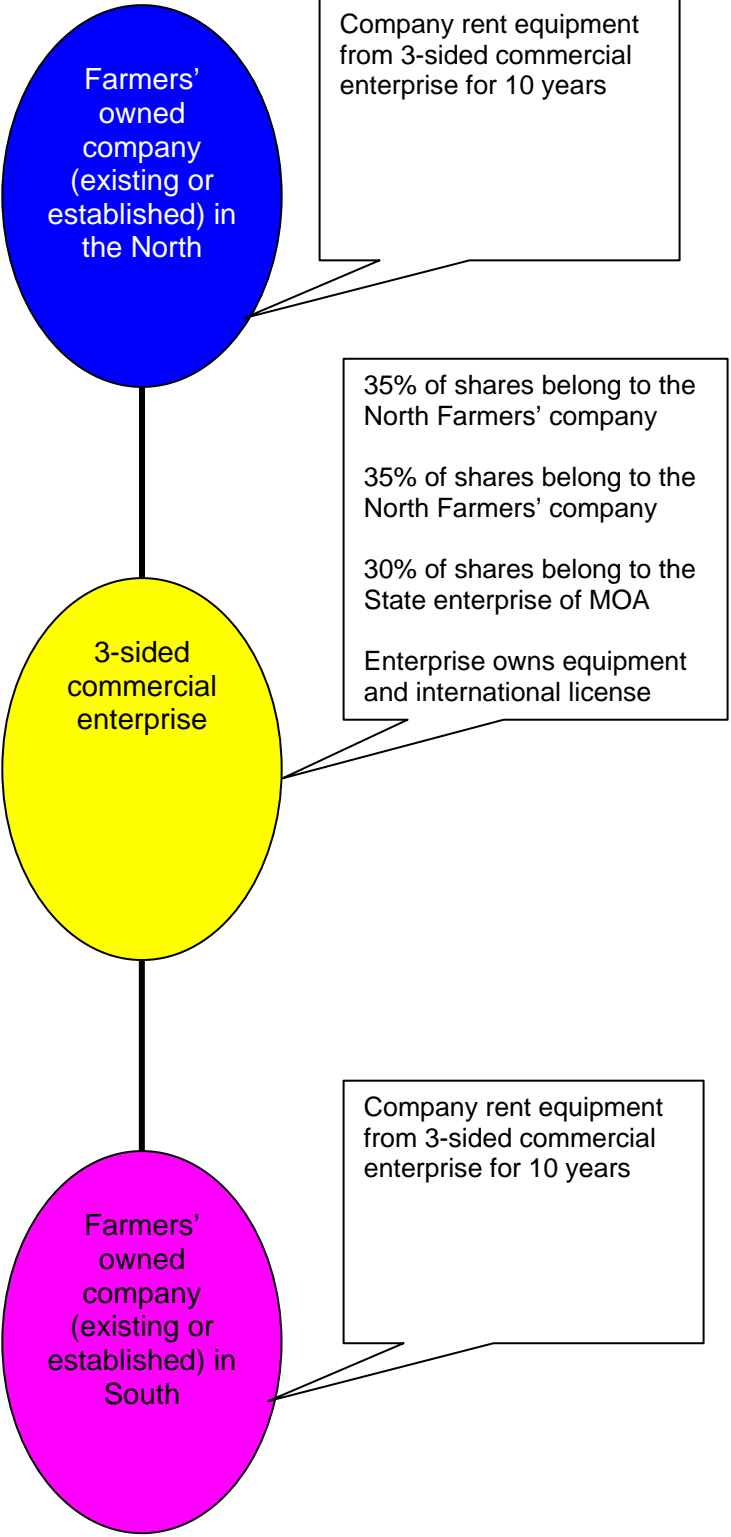 Farmers’
owned
company
(existing or
established) in
the North
Company rent equipment
from 3-sided commercial
enterprise for 10 years
35% of shares belong to the
North Farmers’ company
35% of shares belong to the
North Farmers’ company
30% of shares belong to the
State enterprise of MOA
Enterprise owns equipment
and international license
3-sided
commercial
enterprise
Company rent equipment
from 3-sided commercial
enterprise for 10 years
Farmers’
owned
company
(existing or
established) in
South